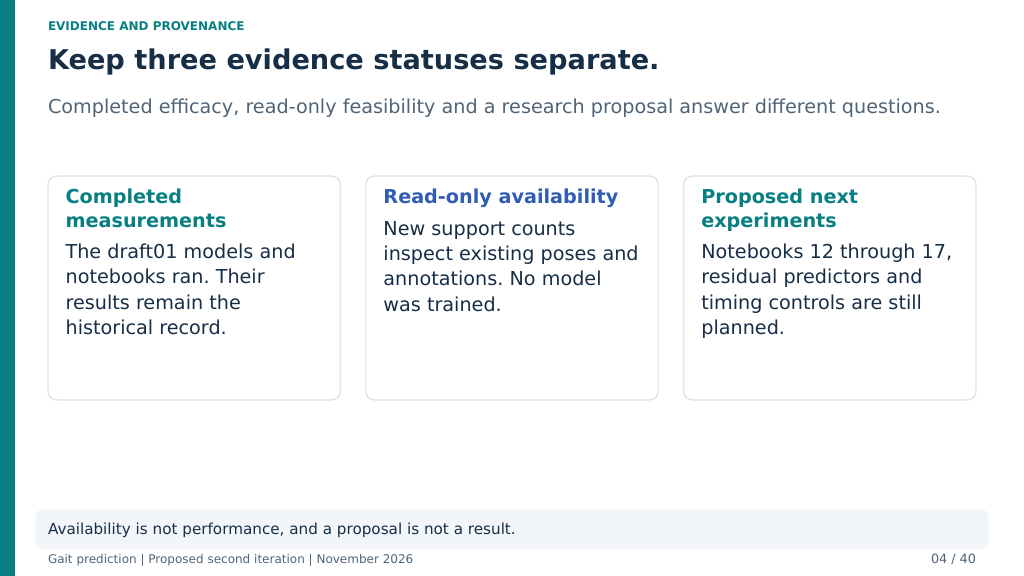 EVIDENCE AND PROVENANCE
Keep three evidence statuses separate.
Completed efficacy, read-only feasibility and a research proposal answer different questions.
Completed
measurements
The draft01 models and
notebooks ran. Their
results remain the
historical record.
Read-only availability
New support counts
inspect existing poses and
annotations. No model
was trained.
Proposed next
experiments
Notebooks 12 through 17,
residual predictors and
timing controls are still
planned.
Availability is not performance, and a proposal is not a result.
Gait prediction | Proposed second iteration | November 2026
04 / 40